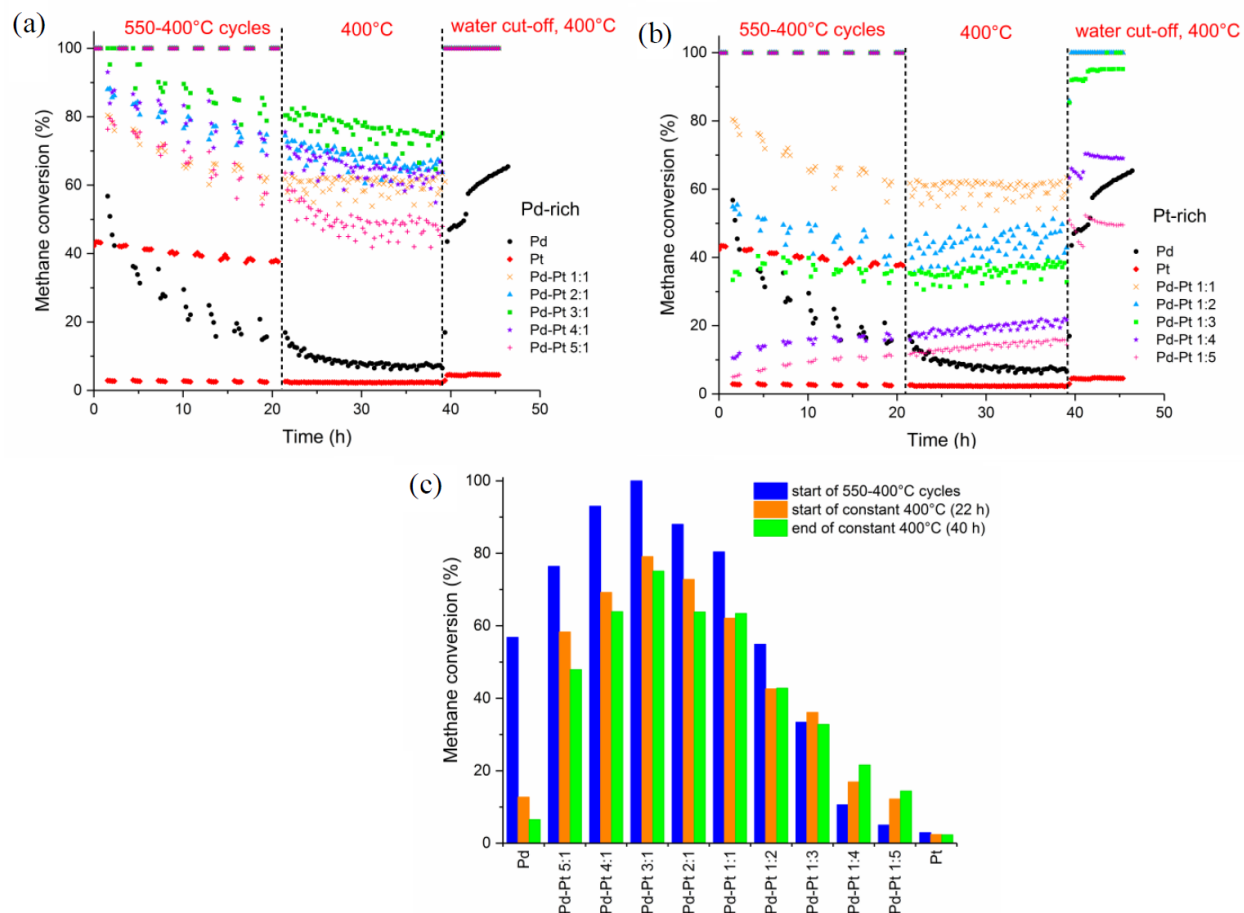 (a)
550-400°C cycles
400°C
water cut-off, 400°C
100
80
60
40
20
0
Methane conversion (%)
0 10 20 30 40 50
Time (h)
Pd-rich
Pd
Pt
Pd-Pt 1:1
Pd-Pt 2:1
Pd-Pt 3:1
Pd-Pt 4:1
Pd-Pt 5:1
(b)
550-400°C cycles
400°C
water cut-off, 400°C
100
80
60
40
20
0
Methane conversion (%)
0 10 20 30 40 50
Time (h)
Pt-rich
Pd
Pt
Pd-Pt 1:1
Pd-Pt 1:2
Pd-Pt 1:3
Pd-Pt 1:4
Pd-Pt 1:5
(c)
100
80
60
40
20
0
Methane conversion (%)
start of 550-400°C cycles
start of constant 400°C (22 h)
end of constant 400°C (40 h)
Pd
Pd-Pt 5:1
Pd-Pt 4:1
Pd-Pt 3:1
Pd-Pt 2:1
Pd-Pt 1:1
Pd-Pt 1:2
Pd-Pt 1:3
Pd-Pt 1:4
Pd-Pt 1:5
Pt